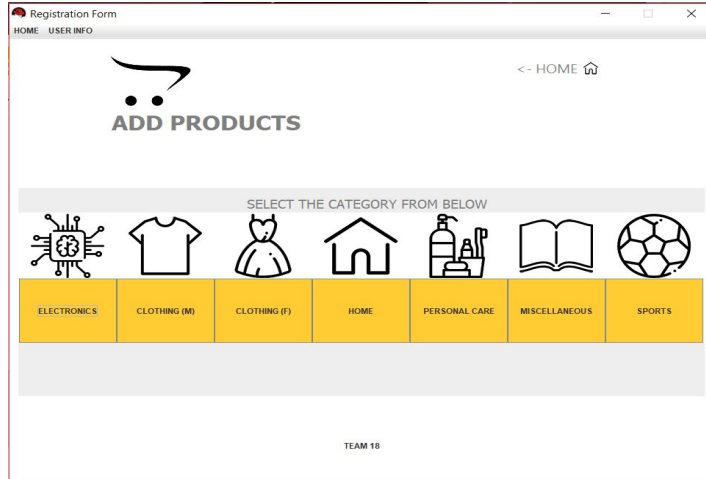 Registration Form
HOME USER INFO
<- HOME
ADD PRODUCTS
SELECT THE CATEGORY FROM BELOW
ELECTRONICS CLOTHING (M) CLOTHING (F) HOME PERSONAL CARE MISCELLANEOUS SPORTS
TEAM 18